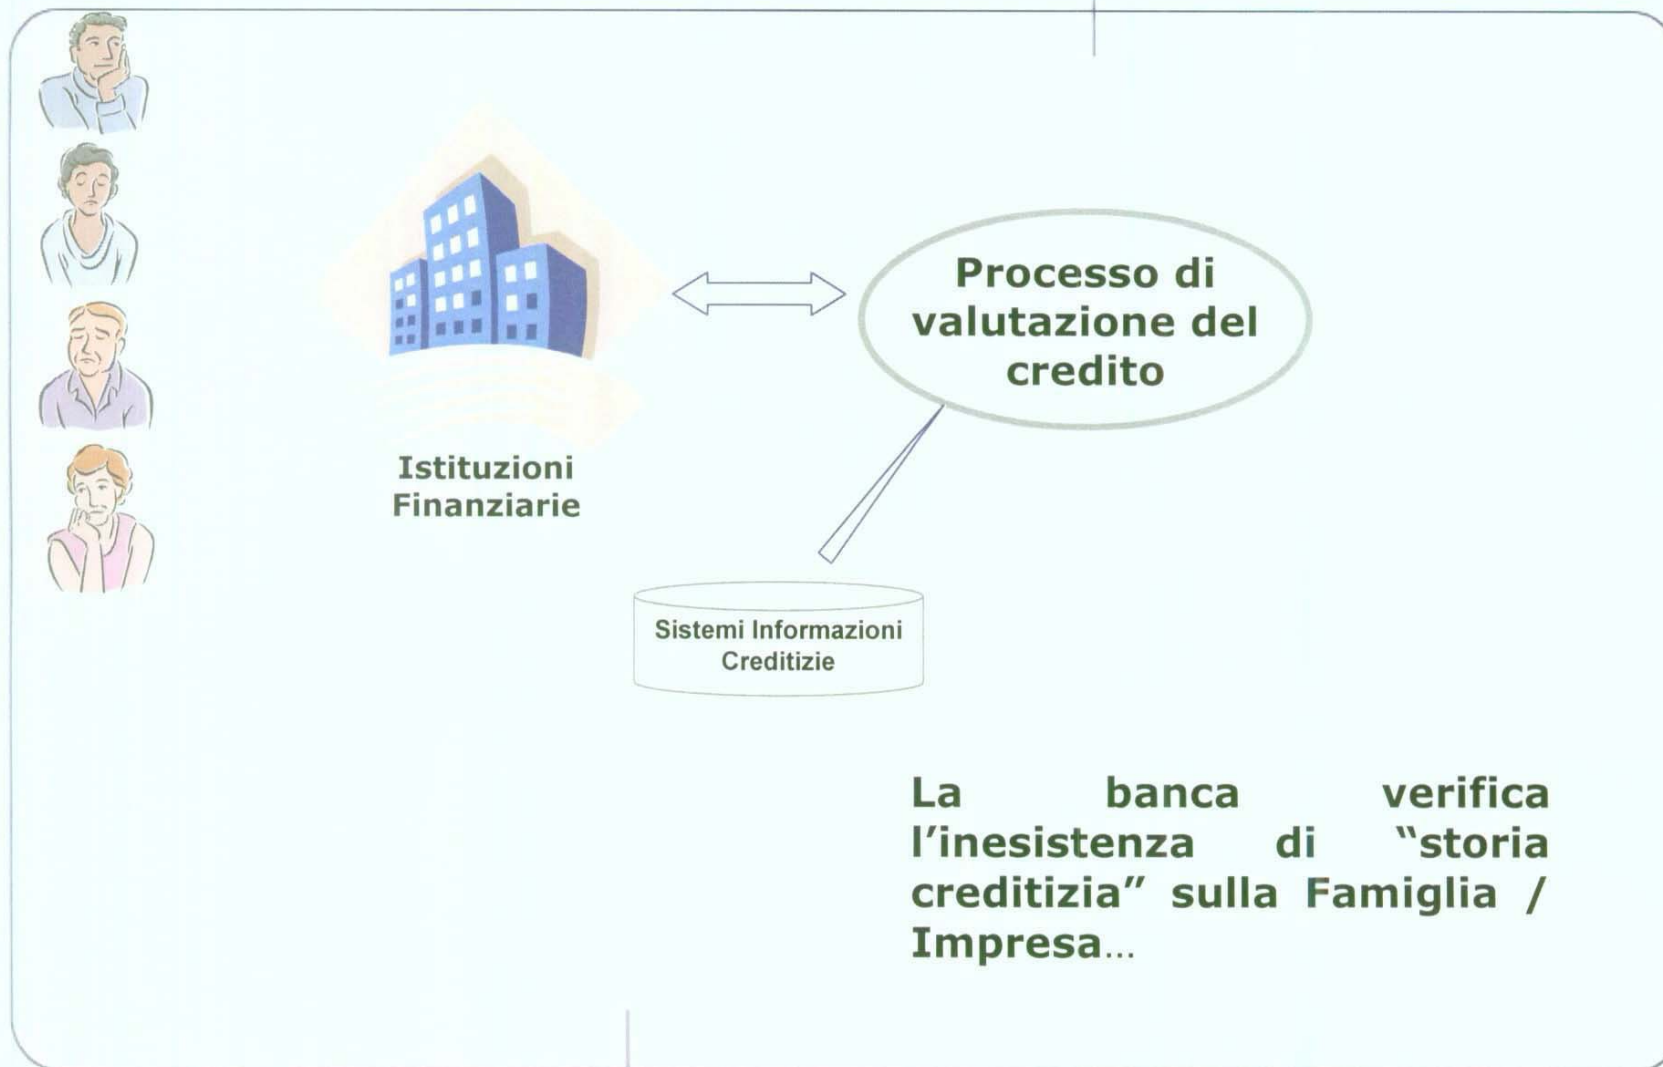 Processo di
valutazione del
credito
Istituzioni
Finanziarie
Sistemi Informazioni
Creditizie
La banca verifica
l'inesistenza di “storia
creditizia” sulla Famiglia /
Impresa...